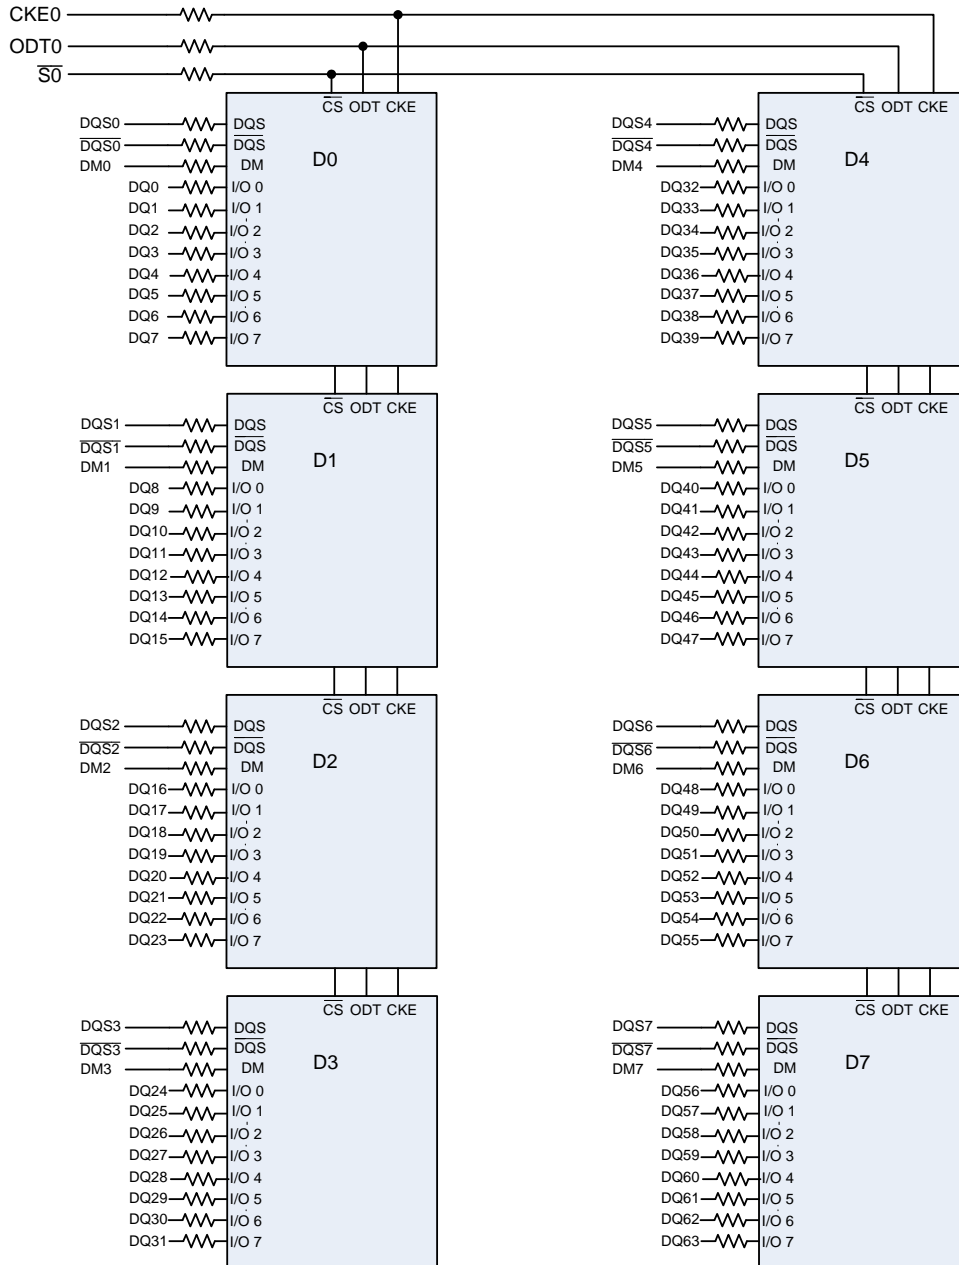 CKE0
ODT0
S0
CS ODT CKE
DQS0 DQS
DQS0 DQS
DM0 DM
D0
DQ0 I/O 0
DQ1 I/O 1
DQ2 I/O 2
DQ3 I/O 3
DQ4 I/O 4
DQ5 I/O 5
DQ6 I/O 6
DQ7 I/O 7
CS ODT CKE
DQS4 DQS
DQS4 DQS
DM4 DM
D4
DQ32 I/O 0
DQ33 I/O 1
DQ34 I/O 2
DQ35 I/O 3
DQ36 I/O 4
DQ37 I/O 5
DQ38 I/O 6
DQ39 I/O 7
CS ODT CKE
DQS1 DQS
DQS1 DQS
DM1 DM
D1
DQ8 I/O 0
DQ9 I/O 1
DQ10 I/O 2
DQ11 I/O 3
DQ12 I/O 4
DQ13 I/O 5
DQ14 I/O 6
DQ15 I/O 7
CS ODT CKE
DQS5 DQS
DQS5 DQS
DM5 DM
D5
DQ40 I/O 0
DQ41 I/O 1
DQ42 I/O 2
DQ43 I/O 3
DQ44 I/O 4
DQ45 I/O 5
DQ46 I/O 6
DQ47 I/O 7
CS ODT CKE
DQS2 DQS
DQS2 DQS
DM2 DM
D2
DQ16 I/O 0
DQ17 I/O 1
DQ18 I/O 2
DQ19 I/O 3
DQ20 I/O 4
DQ21 I/O 5
DQ22 I/O 6
DQ23 I/O 7
CS ODT CKE
DQS6 DQS
DQS6 DQS
DM6 DM
D6
DQ48 I/O 0
DQ49 I/O 1
DQ50 I/O 2
DQ51 I/O 3
DQ52 I/O 4
DQ53 I/O 5
DQ54 I/O 6
DQ55 I/O 7
CS ODT CKE
DQS3 DQS
DQS3 DQS
DM3 DM
D3
DQ24 I/O 0
DQ25 I/O 1
DQ26 I/O 2
DQ27 I/O 3
DQ28 I/O 4
DQ29 I/O 5
DQ30 I/O 6
DQ31 I/O 7
CS ODT CKE
DQS7 DQS
DQS7 DQS
DM7 DM
D7
DQ56 I/O 0
DQ57 I/O 1
DQ58 I/O 2
DQ59 I/O 3
DQ60 I/O 4
DQ61 I/O 5
DQ62 I/O 6
DQ63 I/O 7